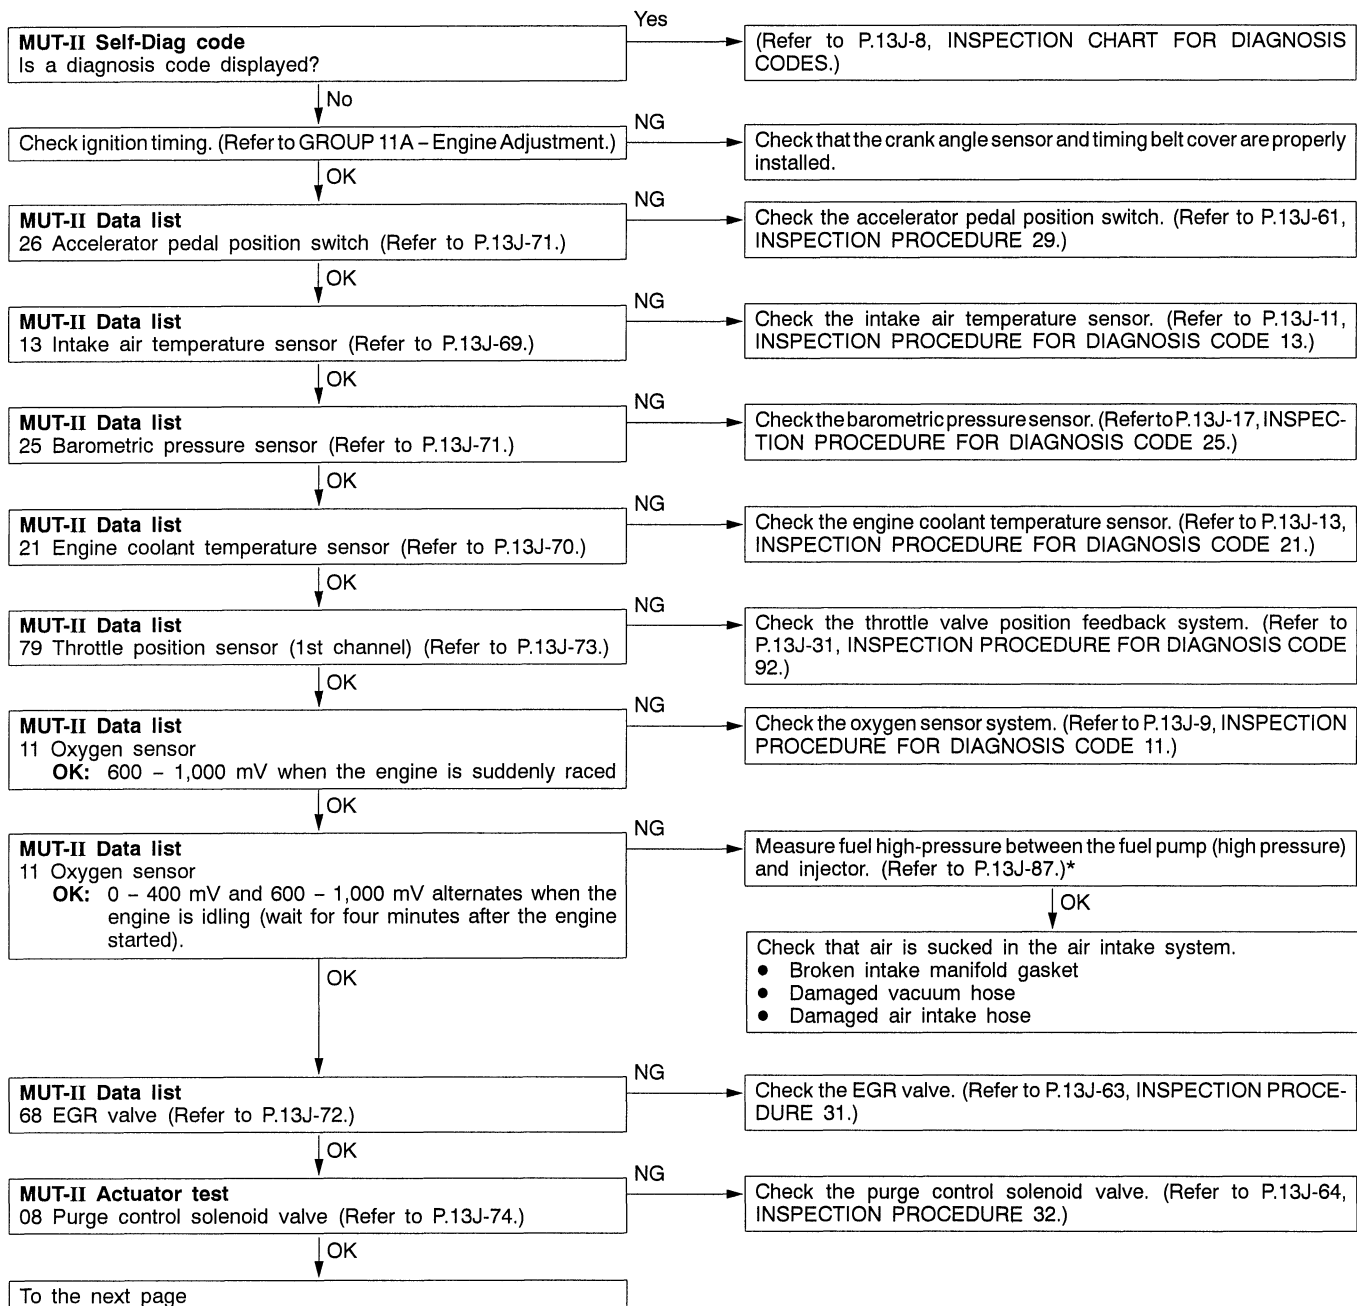 Yes
MUT-II Self-Diag code
Is a diagnosis code displayed?
(Refer to P.13J-8, INSPECTION CHART FOR DIAGNOSIS
CODES.)
No
NG
Check ignition timing. (Refer to GROUP 11A – Engine Adjustment.)
Check that the crank angle sensor and timing belt cover are properly
installed.
OK
NG
MUT-II Data list
26 Accelerator pedal position switch (Refer to P.13J-71.)
Check the accelerator pedal position switch. (Refer to P.13J-61,
INSPECTION PROCEDURE 29.)
OK
NG
MUT-II Data list
13 Intake air temperature sensor (Refer to P.13J-69.)
Check the intake air temperature sensor. (Refer to P.13J-11,
INSPECTION PROCEDURE FOR DIAGNOSIS CODE 13.)
OK
NG
MUT-II Data list
25 Barometric pressure sensor (Refer to P.13J-71.)
Check the barometric pressure sensor. (Refer to P.13J-17, INSPEC-
TION PROCEDURE FOR DIAGNOSIS CODE 25.)
OK
NG
MUT-II Data list
21 Engine coolant temperature sensor (Refer to P.13J-70.)
Check the engine coolant temperature sensor. (Refer to P.13J-13,
INSPECTION PROCEDURE FOR DIAGNOSIS CODE 21.)
OK
NG
MUT-II Data list
79 Throttle position sensor (1st channel) (Refer to P.13J-73.)
Check the throttle valve position feedback system. (Refer to
P.13J-31, INSPECTION PROCEDURE FOR DIAGNOSIS CODE
92.)
OK
NG
MUT-II Data list
11 Oxygen sensor
OK: 600 – 1,000 mV when the engine is suddenly raced
Check the oxygen sensor system. (Refer to P.13J-9, INSPECTION
PROCEDURE FOR DIAGNOSIS CODE 11.)
OK
NG
MUT-II Data list
11 Oxygen sensor
OK: 0 – 400 mV and 600 – 1,000 mV alternates when the
engine is idling (wait for four minutes after the engine
started).
Measure fuel high-pressure between the fuel pump (high pressure)
and injector. (Refer to P.13J-87.)*
OK
Check that air is sucked in the air intake system.
● Broken intake manifold gasket
● Damaged vacuum hose
● Damaged air intake hose
OK
NG
MUT-II Data list
68 EGR valve (Refer to P.13J-72.)
Check the EGR valve. (Refer to P.13J-63, INSPECTION PROCE-
DURE 31.)
OK
NG
MUT-II Actuator test
08 Purge control solenoid valve (Refer to P.13J-74.)
Check the purge control solenoid valve. (Refer to P.13J-64,
INSPECTION PROCEDURE 32.)
OK
To the next page